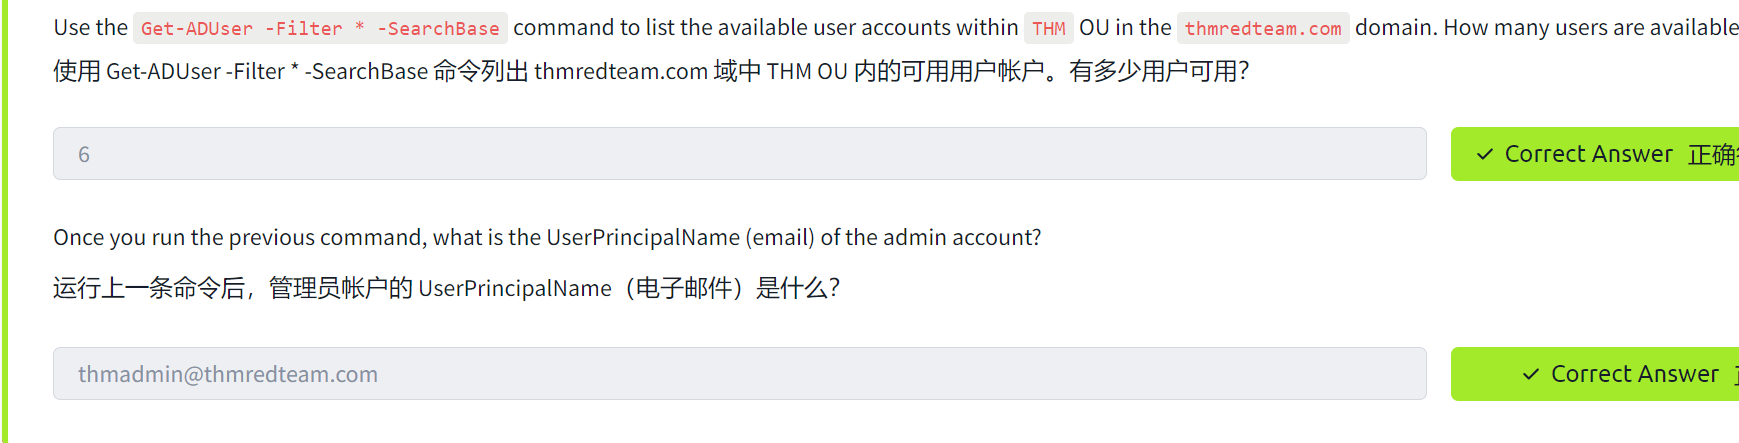 Use the Get-ADUser -Filter * -SearchBase command to list the available user accounts within THM OU in the thmredteam.com domain. How many users are available
使用 Get-ADUser -Filter * -SearchBase 命令列出 thmredteam.com 域中 THM OU 内的可用用户帐户。有多少用户可用？
6
✓ Correct Answer 正确
Once you run the previous command, what is the UserPrincipalName (email) of the admin account?
运行上一条命令后，管理员帐户的 UserPrincipalName（电子邮件）是什么？
thmadmin@thmredteam.com
✓ Correct Answer